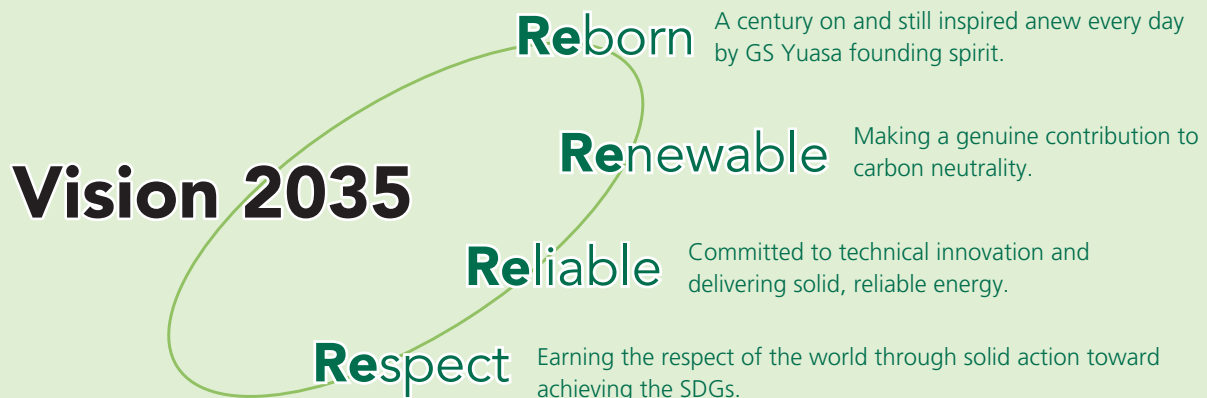 Reborn
A century on and still inspired anew every day
by GS Yuasa founding spirit.
Renewable
Making a genuine contribution to
carbon neutrality.
Vision 2035
Reliable
Committed to technical innovation and
delivering solid, reliable energy.
Respect
Earning the respect of the world through solid action toward
achieving the SDGs.